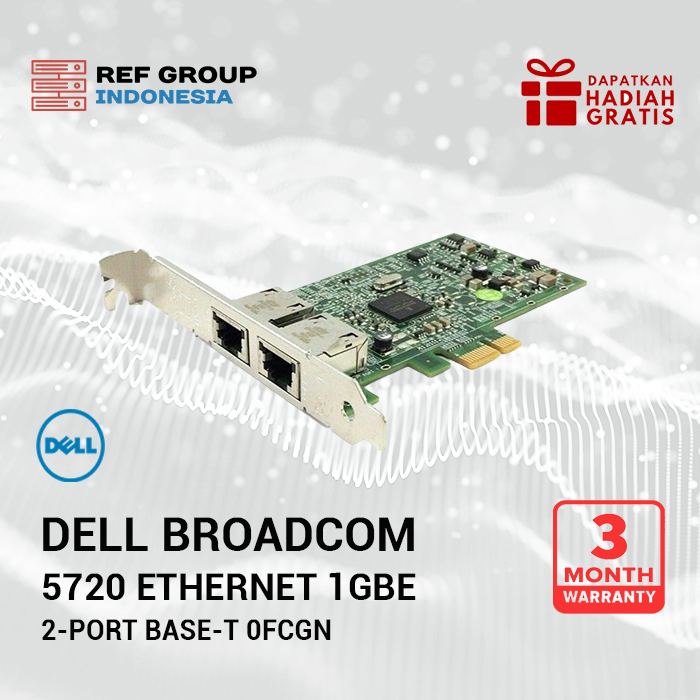 REF GROUP
INDONESIA
DAPATKAN
HADIAH
GRATIS
DELL
DELL BROADCOM
5720 ETHERNET 1GBE
2-PORT BASE-T 0FCGN
3
MONTH
WARRANTY